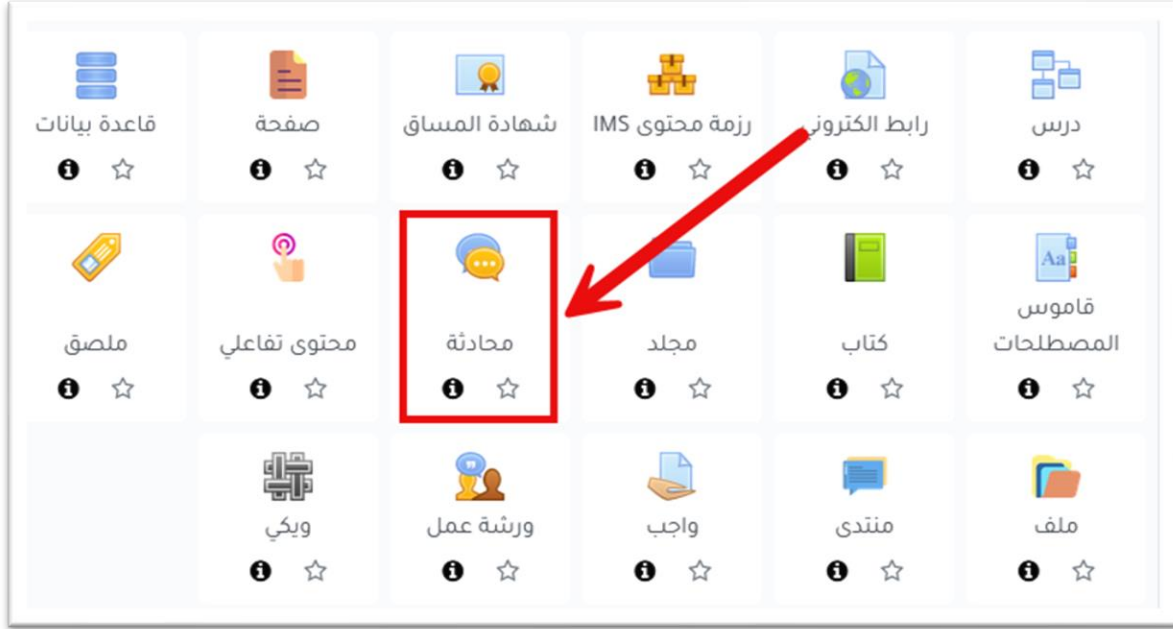 درس
رابط الكتروني
رزمة محتوى IMS
شهادة المساق
صفحة
قاعدة بيانات
قاموس
المصطلحات
Aa
كتاب
مجلد
محادثة
محتوى تفاعلي
ملصق
ملف
منتدى
واجب
ورشة عمل
ويكي